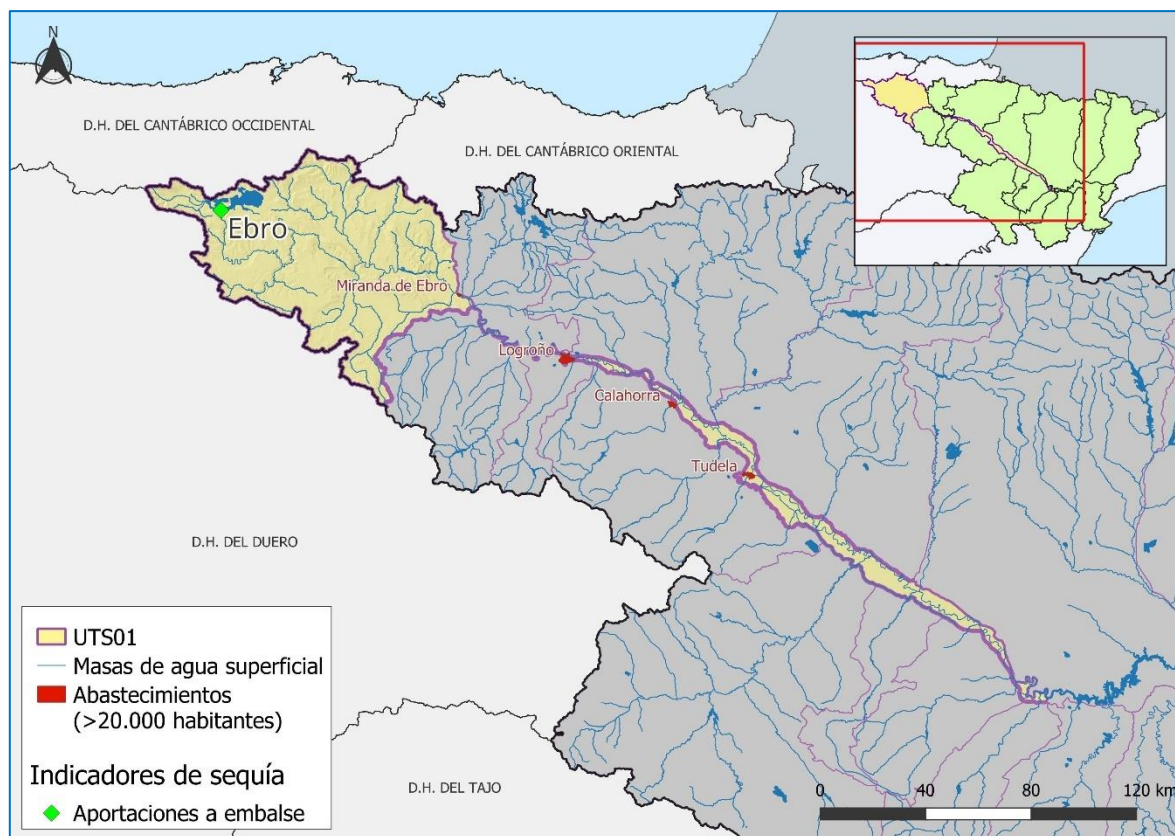 N
D.H. DEL CANTÁBRICO OCCIDENTAL
D.H. DEL CANTÁBRICO ORIENTAL
Ebro
Miranda de Ebro
Logroño
Calahorra
Tudela
D.H. DEL DUERO
D.H. DEL TAJO
UTS01
Masas de agua superficial
Abastecimientos
(>20.000 habitantes)
Indicadores de sequía
Aportaciones a embalse
0 40 80 120 km